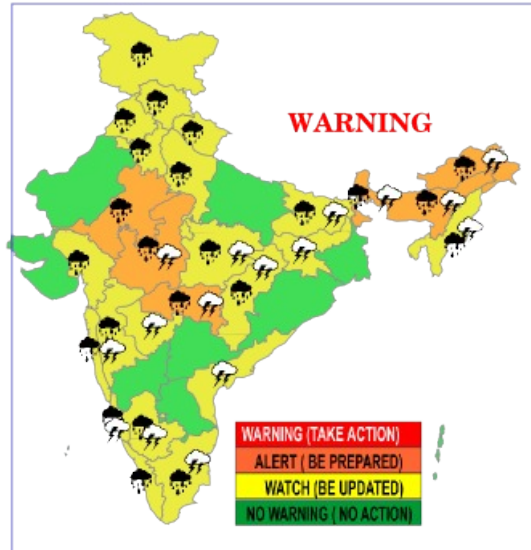 WARNING
WARNING (TAKE ACTION)
ALERT ( BE PREPARED)
WATCH (BE UPDATED)
NO WARNING ( NO ACTION)